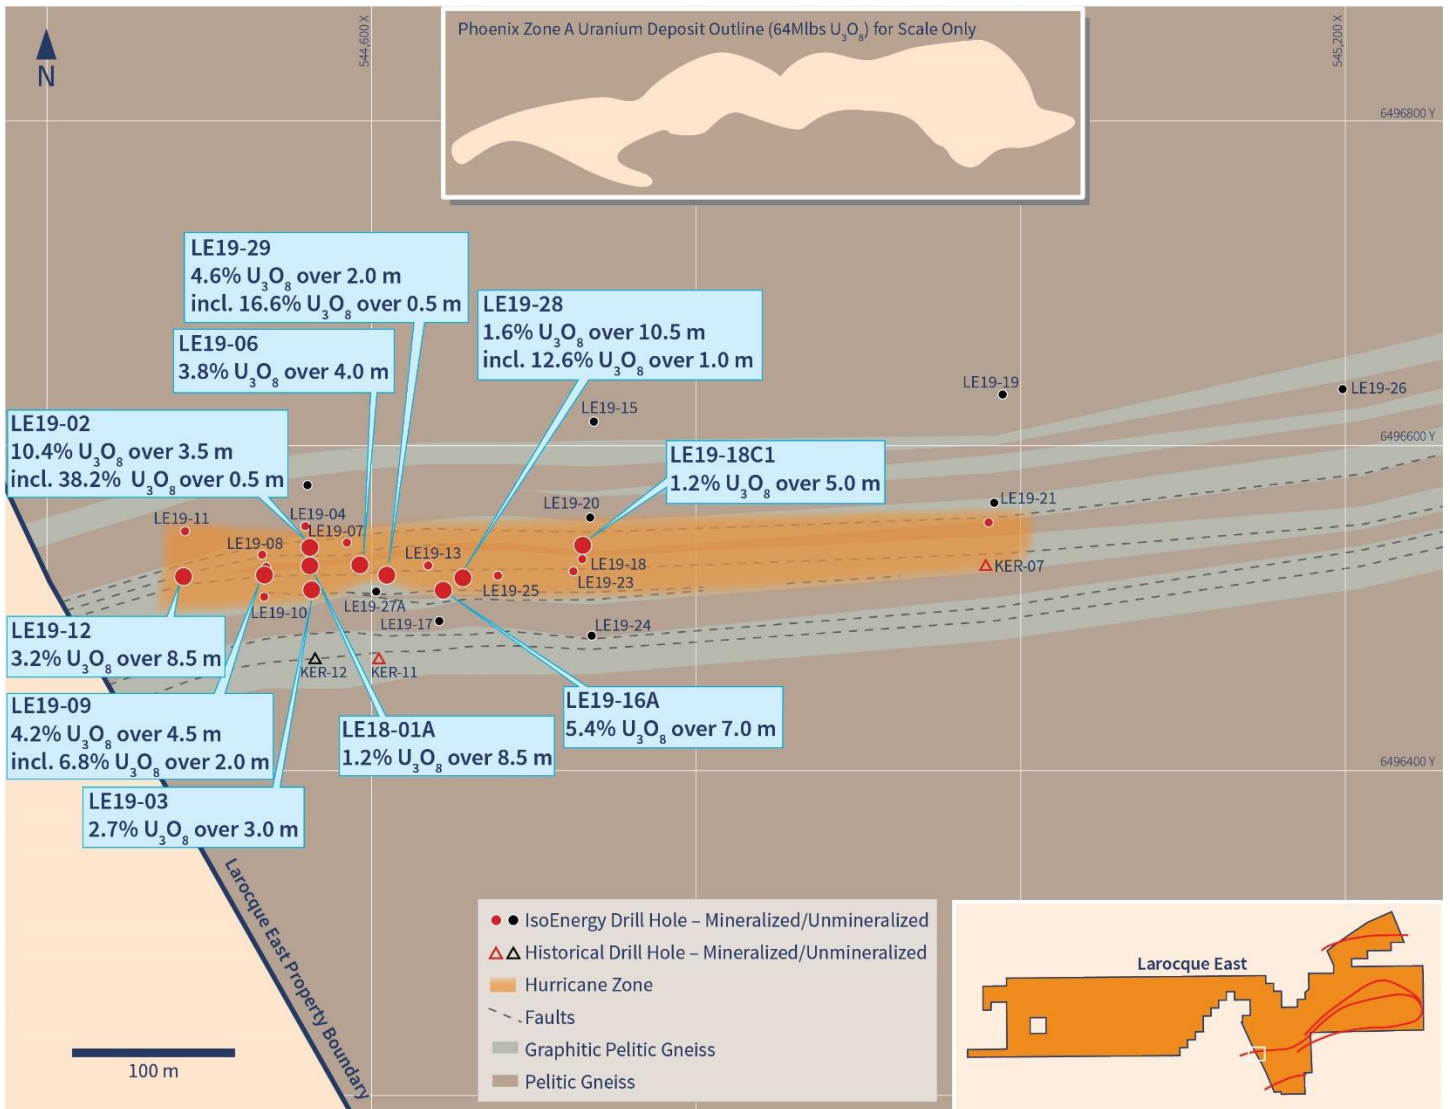 Phoenix Zone A Uranium Deposit Outline (64Mlbs U3O8) for Scale Only
544,600 X
545,200 X
N
6496800 Y
LE19-29
4.6% U3O8 over 2.0 m
incl. 16.6% U3O8 over 0.5 m
LE19-28
1.6% U3O8 over 10.5 m
incl. 12.6% U3O8 over 1.0 m
LE19-06
3.8% U3O8 over 4.0 m
LE19-19
LE19-26
LE19-15
LE19-02
10.4% U3O8 over 3.5 m
incl. 38.2% U3O8 over 0.5 m
6496600 Y
LE19-18C1
1.2% U3O8 over 5.0 m
LE19-20
LE19-21
LE19-11
LE19-04
LE19-07
LE19-08
LE19-13
LE19-18
LE19-23
LE19-25
KER-07
LE19-10
LE19-27A
LE19-17
LE19-24
LE19-12
3.2% U3O8 over 8.5 m
KER-12
KER-11
LE19-09
4.2% U3O8 over 4.5 m
incl. 6.8% U3O8 over 2.0 m
LE18-01A
1.2% U3O8 over 8.5 m
LE19-16A
5.4% U3O8 over 7.0 m
6496400 Y
LE19-03
2.7% U3O8 over 3.0 m
Larocque East Property Boundary
100 m
IsoEnergy Drill Hole – Mineralized/Unmineralized
Historical Drill Hole – Mineralized/Unmineralized
Hurricane Zone
Faults
Graphitic Pelitic Gneiss
Pelitic Gneiss
Larocque East